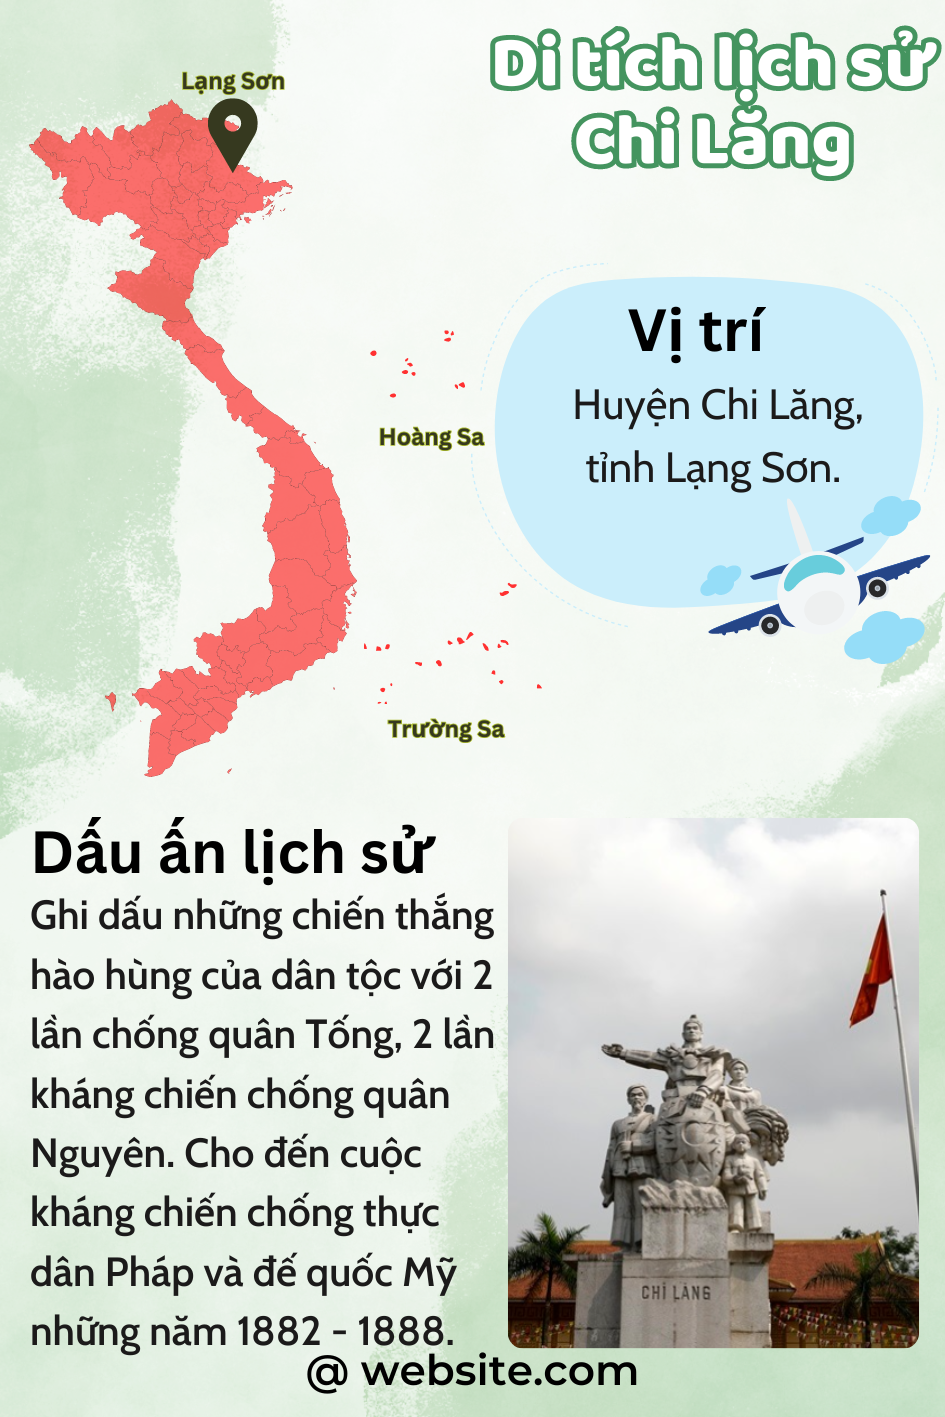 Di tích lịch sử
Chi Lăng
Lạng Sơn
Vị trí
Huyện Chi Lăng,
tỉnh Lạng Sơn.
Hoàng Sa
Trường Sa
Dấu ấn lịch sử
Ghi dấu những chiến thắng
hào hùng của dân tộc với 2
lần chống quân Tống, 2 lần
kháng chiến chống quân
Nguyên. Cho đến cuộc
kháng chiến chống thực
dân Pháp và đế quốc Mỹ
những năm 1882 - 1888.
CHI LĂNG
@ website.com